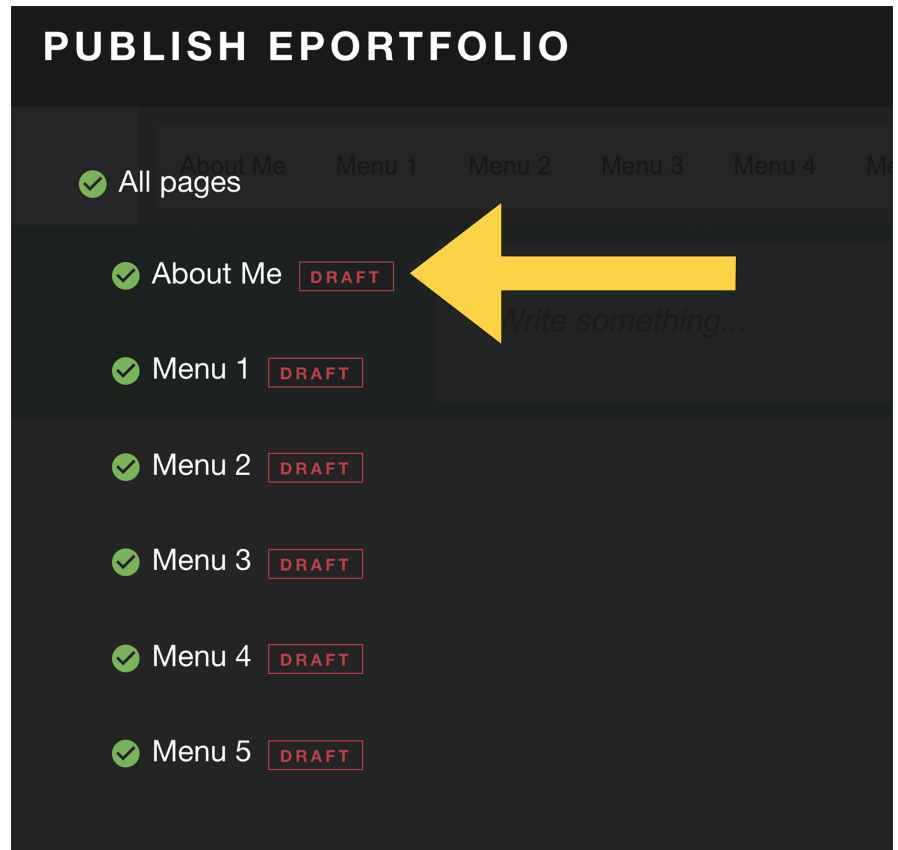 PUBLISH EPORTFOLIO
About Me Menu 1 Menu 2 Menu 3 Menu 4 Me
All pages
About Me DRAFT
Write something...
Menu 1 DRAFT
Menu 2 DRAFT
Menu 3 DRAFT
Menu 4 DRAFT
Menu 5 DRAFT